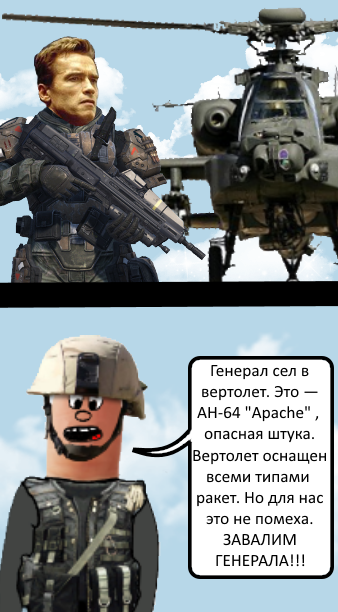 Генерал сел в
вертолет. Это —
АН-64 "Apache" ,
опасная штука.
Вертолет оснащен
всеми типами
ракет. Но для нас
это не помеха.
ЗАВАЛИМ
ГЕНЕРАЛА!!!